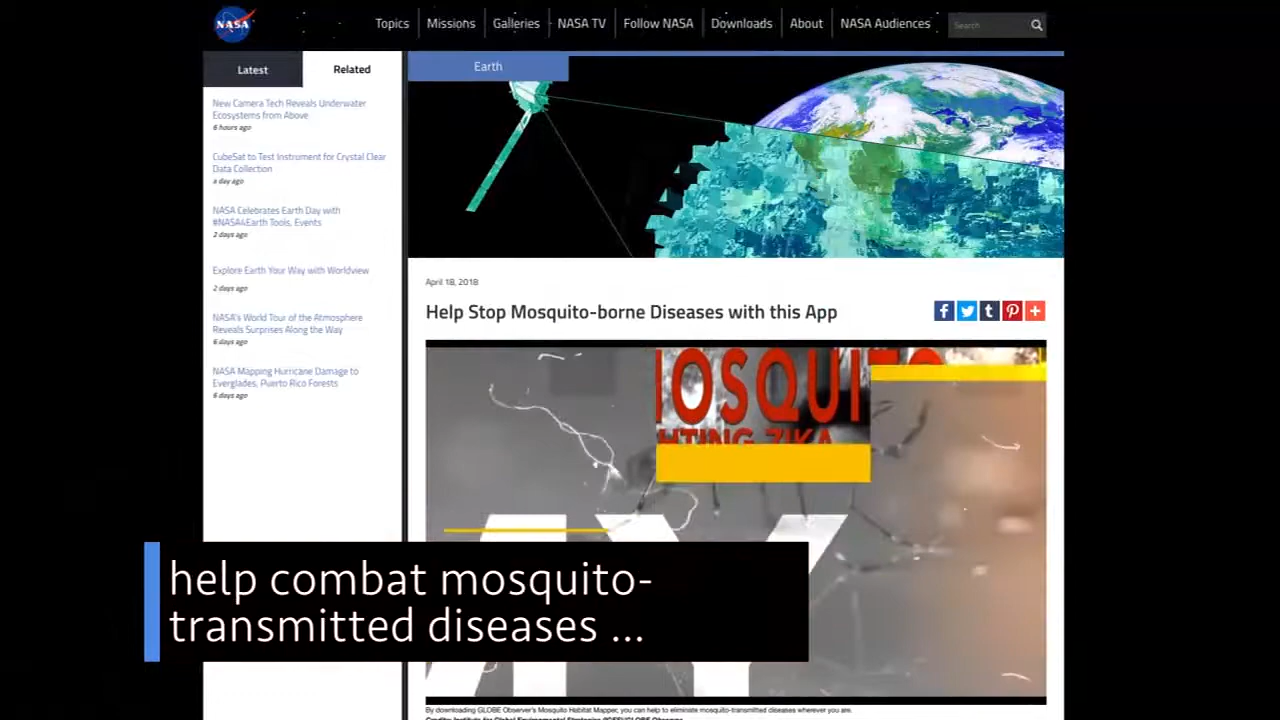 NASA
Topics
Missions
Galleries
NASA TV
Follow NASA
Downloads
About
NASA Audiences
Search
Latest
Related
Earth
New Camera Tech Reveals Underwater
Ecosystems from Above
6 hours ago
CubeSat to Test Instrument for Crystal Clear
Data Collection
a day ago
NASA Celebrates Earth Day with
#NASA4Earth Tools, Events
2 days ago
Explore Earth Your Way with Worldview
2 days ago
NASA's World Tour of the Atmosphere
Reveals Surprises Along the Way
6 days ago
NASA Mapping Hurricane Damage to
Everglades, Puerto Rico Forests
6 days ago
April 18, 2018
Help Stop Mosquito-borne Diseases with this App
OSQUI
HTING ZIKA
help combat mosquito-
transmitted diseases ...
By downloading GLOBE Observer's Mosquito Habitat Mapper, you can help to eliminate mosquito-transmitted diseases wherever you are.